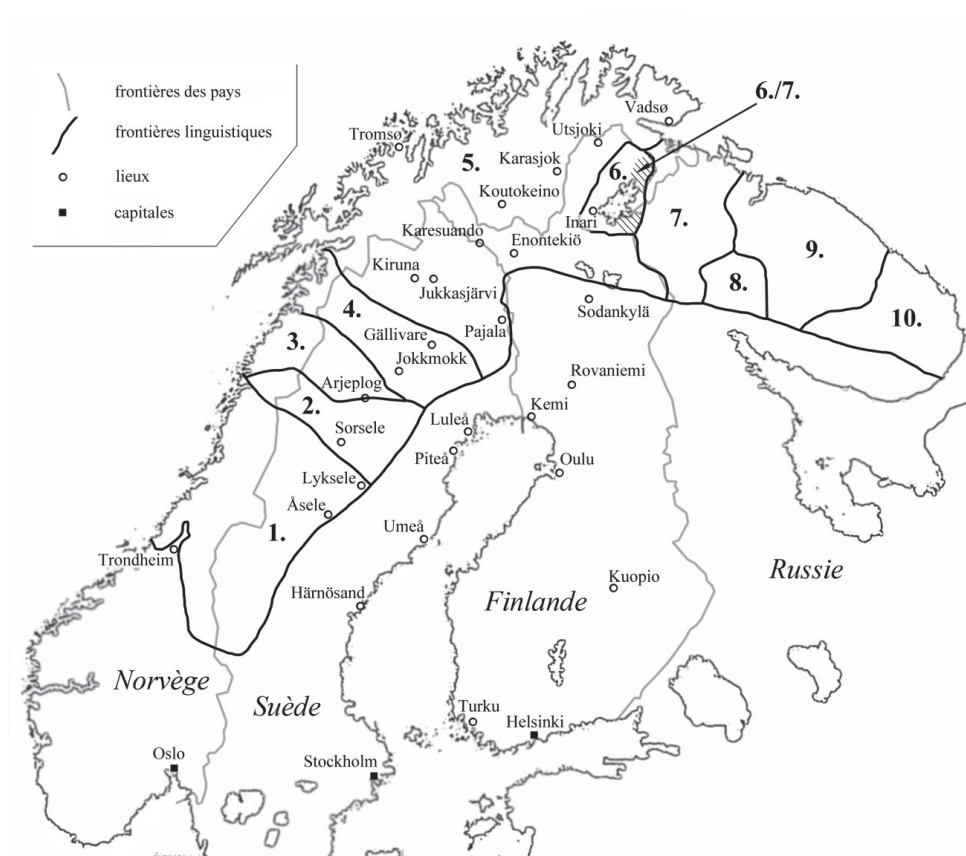 frontières des pays
frontières linguistiques
lieux
capitales
6./7.
Vadsø
Utsjoki
Tromsø
5.
Karasjok
6.
Koutokeino
Inari
7.
Karesuando
Enontekiö
9.
Kiruna
Jukkasjärvi
8.
4.
Sodankylä
10.
Pajala
Gällivare
3.
Jokkmokk
Rovaniemi
Arjeplog
2.
Kemi
Luleå
Sorsele
Piteå
Oulu
Lyksele
Åsele
1.
Umeå
Trondheim
Russie
Kuopio
Härnösand
Finlande
Norvège
Suède
Turku
Helsinki
Oslo
Stockholm